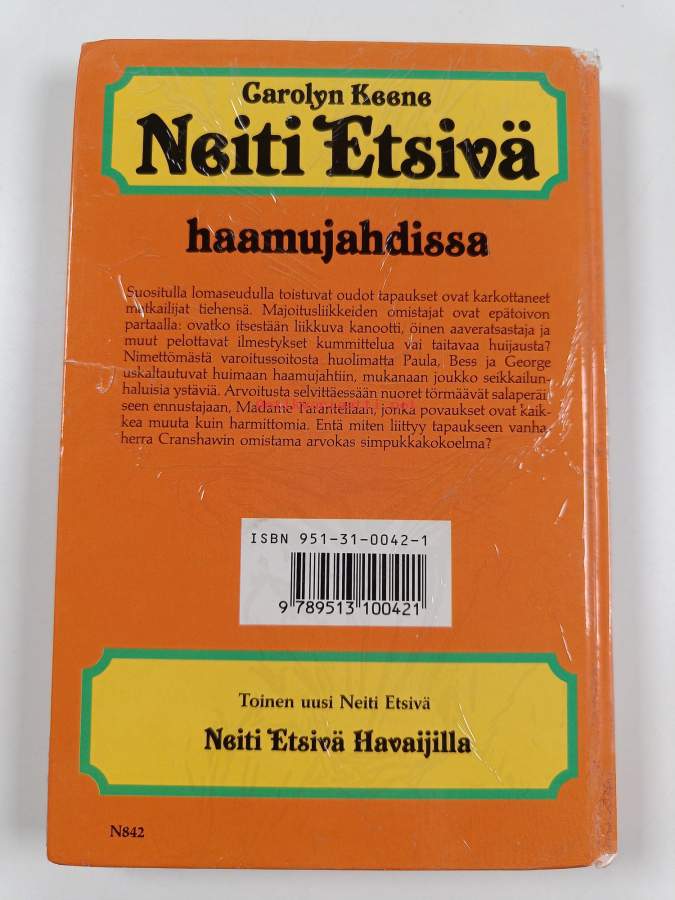 Carolyn Keene
Neiti Etsivä
haamujahdissa
Suositulla lomaseudulla toistuvat oudot tapaukset ovat karkottaneet
matkailijat tiehensä. Majoitusliikkeiden omistajat ovat epätoivon
partaalla: ovatko itsestään liikkuva kanootti, öinen aaveratsastaja ja
muut pelottavat ilmestykset kummittelua vai taitavaa huijausta?
Nimettömästä varoitussoitosta huolimatta Paula, Bess ja George
uskaltautuvat huimaan haamujahtiin, mukanaan joukko seikkailun-
haluisia ystäviä. Arvoitusta selvittäessään nuoret törmäävät salaperäi
seen ennustajaan, Madame Tarantellaan, jonka povaukset ovat kaik-
kea muuta kuin harmittomia. Entä miten liittyy tapaukseen vanha
herra Cranshawin omistama arvokas simpukkakokoelma?
ISBN 951-31-0042-1
9 789513 100421
Toinen uusi Neiti Etsivä
Neiti Etsivä Havaijilla
N842